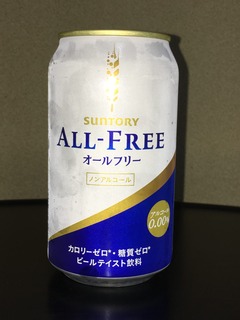 SUNTORY
ALL-FREE
オールフリー
ノンアルコール
アルコール
0.00%
カロリーゼロ*・糖質ゼロ*
ビールテイスト飲料